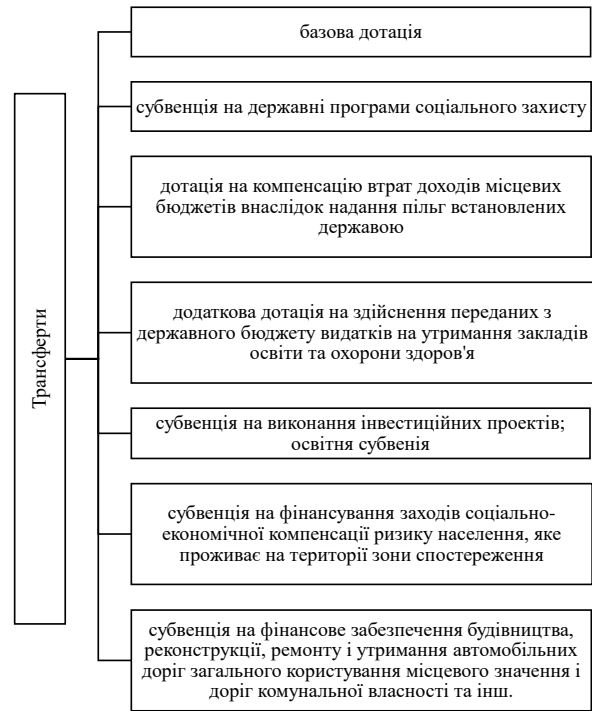 Трансферти
базова дотація
субвенція на державні програми соціального захисту
дотація на компенсацію втрат доходів місцевих
бюджетів внаслідок надання пільг встановлених
державою
додаткова дотація на здійснення переданих з
державного бюджету видатків на утримання закладів
освіти та охорони здоров'я
субвенція на виконання інвестиційних проектів;
освітня субвенія
субвенція на фінансування заходів соціально-
економічної компенсації ризику населення, яке
проживає на території зони спостереження
субвенція на фінансове забезпечення будівництва,
реконструкції, ремонту і утримання автомобільних
доріг загального користування місцевого значення і
доріг комунальної власності та інш.